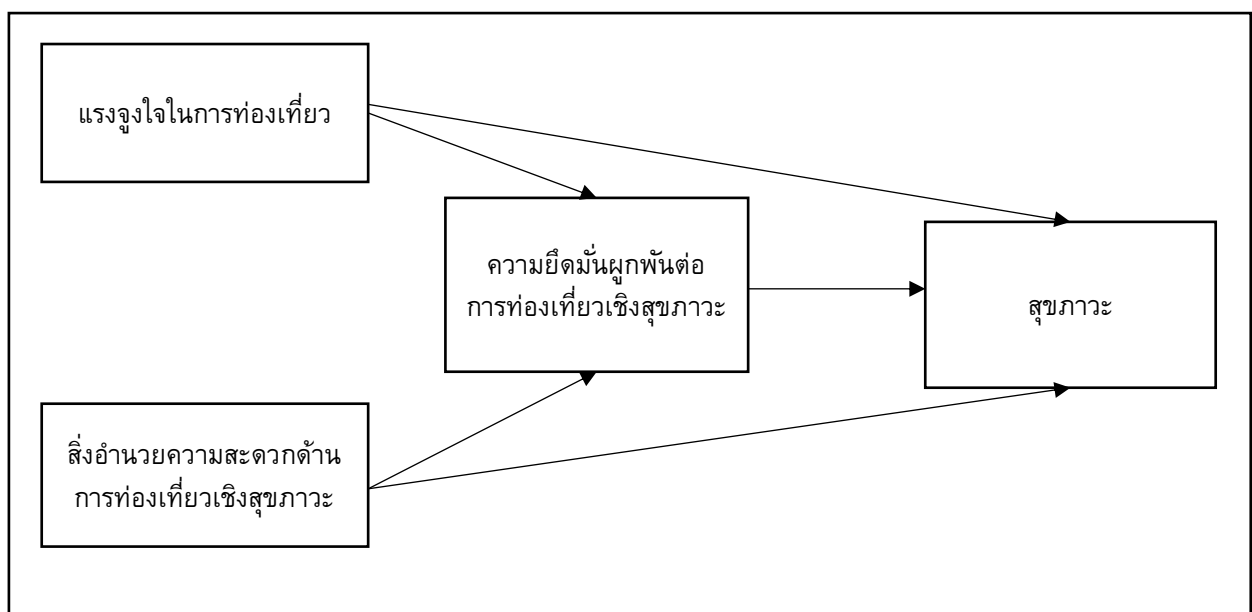 แรงจูงใจในการท่องเที่ยว
ความยึดมั่นผูกพันต่อ
การท่องเที่ยวเชิงสุขภาวะ
สุขภาวะ
สิ่งอำนวยความสะดวกด้าน
การท่องเที่ยวเชิงสุขภาวะ